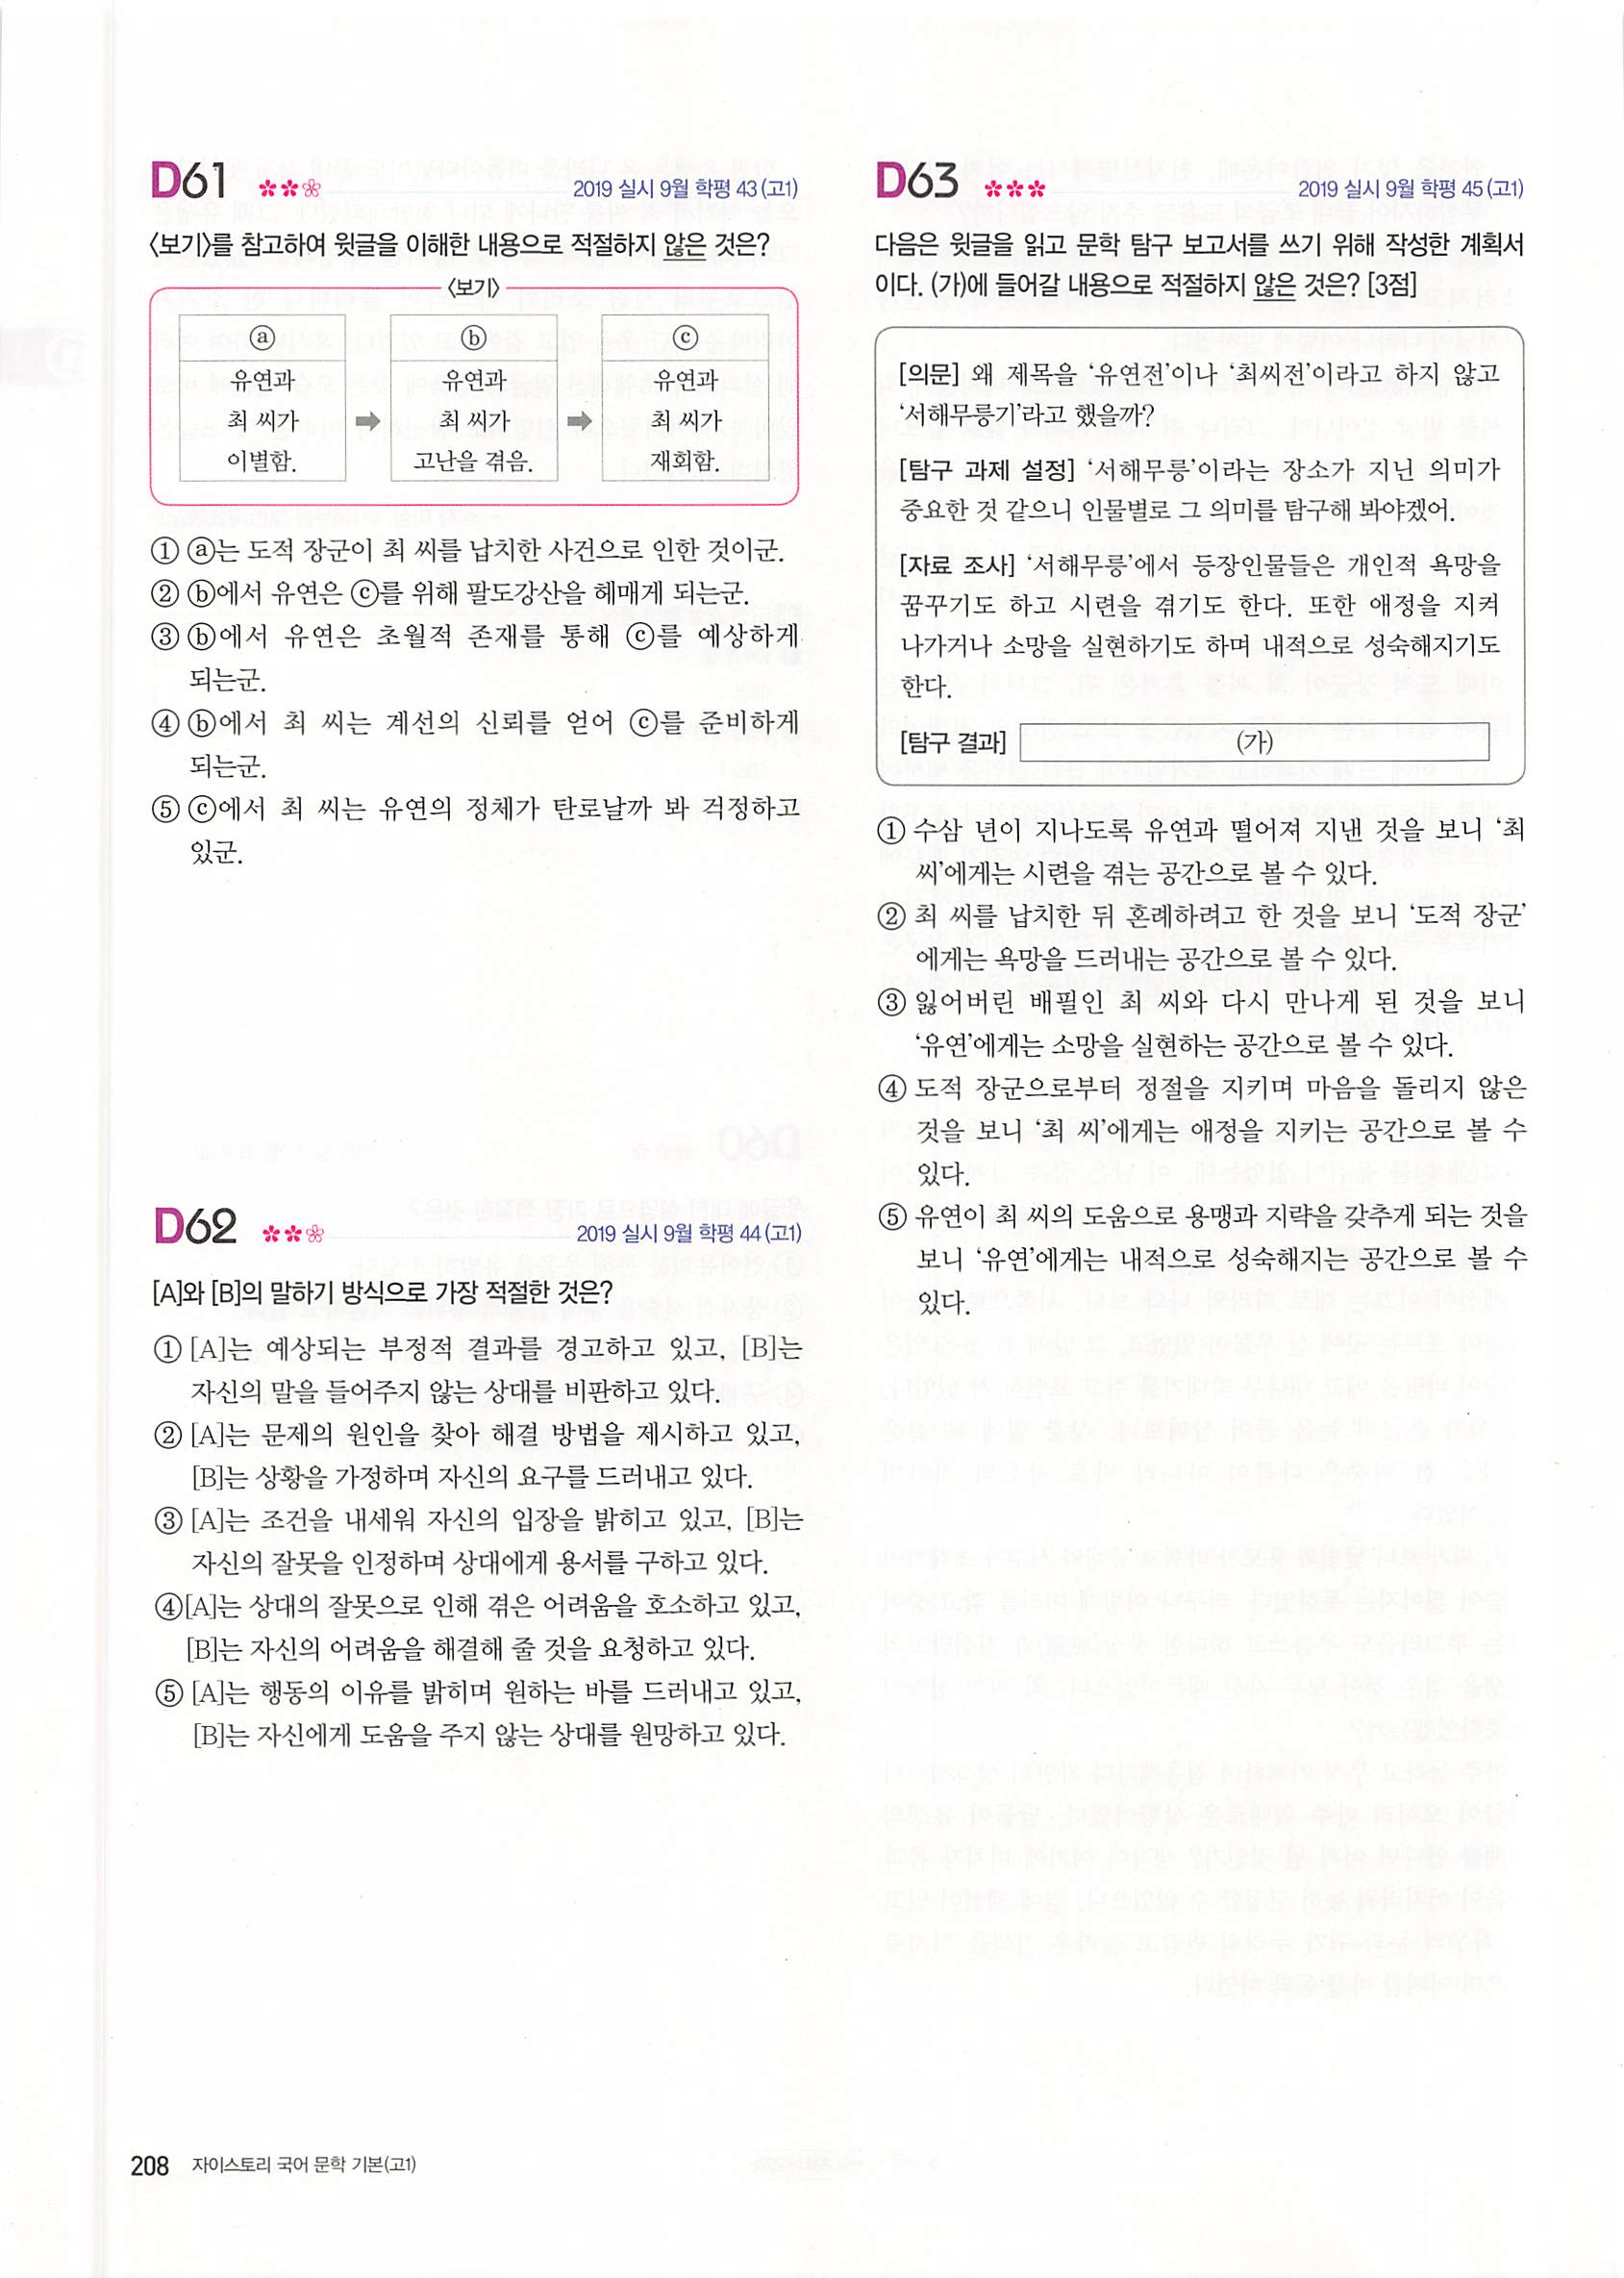 D61
2019 실시 9월 학평 43(고1)
〈보기〉를 참고하여 윗글을 이해한 내용으로 적절하지 않은 것은?
〈보기〉
ⓐ
유연과
최 씨가
이별함.
ⓑ
유연과
최 씨가
고난을 겪음.
ⓒ
유연과
최 씨가
재회함.
① ⓐ는 도적 장군이 최 씨를 납치한 사건으로 인한 것이군.
② ⓑ에서 유연은 ⓒ를 위해 팔도강산을 헤매게 되는군.
③ ⓑ에서 유연은 초월적 존재를 통해 ⓒ를 예상하게
되는군.
④ ⓑ에서 최 씨는 계선의 신뢰를 얻어 ⓒ를 준비하게
되는군.
⑤ ⓒ에서 최 씨는 유연의 정체가 탄로날까 봐 걱정하고
있군.
D62
2019 실시 9월 학평 44(고1)
[A]와 [B]의 말하기 방식으로 가장 적절한 것은?
① [A]는 예상되는 부정적 결과를 경고하고 있고, [B]는
자신의 말을 들어주지 않는 상대를 비판하고 있다.
② [A]는 문제의 원인을 찾아 해결 방법을 제시하고 있고,
[B]는 상황을 가정하며 자신의 요구를 드러내고 있다.
③ [A]는 조건을 내세워 자신의 입장을 밝히고 있고, [B]는
자신의 잘못을 인정하며 상대에게 용서를 구하고 있다.
④[A]는 상대의 잘못으로 인해 겪은 어려움을 호소하고 있고,
[B]는 자신의 어려움을 해결해 줄 것을 요청하고 있다.
⑤ [A]는 행동의 이유를 밝히며 원하는 바를 드러내고 있고,
[B]는 자신에게 도움을 주지 않는 상대를 원망하고 있다.
D63
2019 실시 9월 학평 45(고1)
다음은 윗글을 읽고 문학 탐구 보고서를 쓰기 위해 작성한 계획서
이다. (가)에 들어갈 내용으로 적절하지 않은 것은? [3점]
[의문] 왜 제목을 ‘유연전’이나 ‘최씨전’이라고 하지 않고
‘서해무릉기’라고 했을까?
[탐구 과제 설정] ‘서해무릉’이라는 장소가 지닌 의미가
중요한 것 같으니 인물별로 그 의미를 탐구해 봐야겠어.
[자료 조사] ‘서해무릉’에서 등장인물들은 개인적 욕망을
꿈꾸기도 하고 시련을 겪기도 한다. 또한 애정을 지켜
나가거나 소망을 실현하기도 하며 내적으로 성숙해지기도
한다.
[탐구 결과] (가)
① 수삼 년이 지나도록 유연과 떨어져 지낸 것을 보니 ‘최
씨’에게는 시련을 겪는 공간으로 볼 수 있다.
② 최 씨를 납치한 뒤 혼례하려고 한 것을 보니 ‘도적 장군’
에게는 욕망을 드러내는 공간으로 볼 수 있다.
③ 잃어버린 배필인 최 씨와 다시 만나게 된 것을 보니
‘유연’에게는 소망을 실현하는 공간으로 볼 수 있다.
④ 도적 장군으로부터 정절을 지키며 마음을 돌리지 않은
것을 보니 ‘최 씨’에게는 애정을 지키는 공간으로 볼 수
있다.
⑤ 유연이 최 씨의 도움으로 용맹과 지략을 갖추게 되는 것을
보니 ‘유연’에게는 내적으로 성숙해지는 공간으로 볼 수
있다.
208 자이스토리 국어 문학 기본(고1)